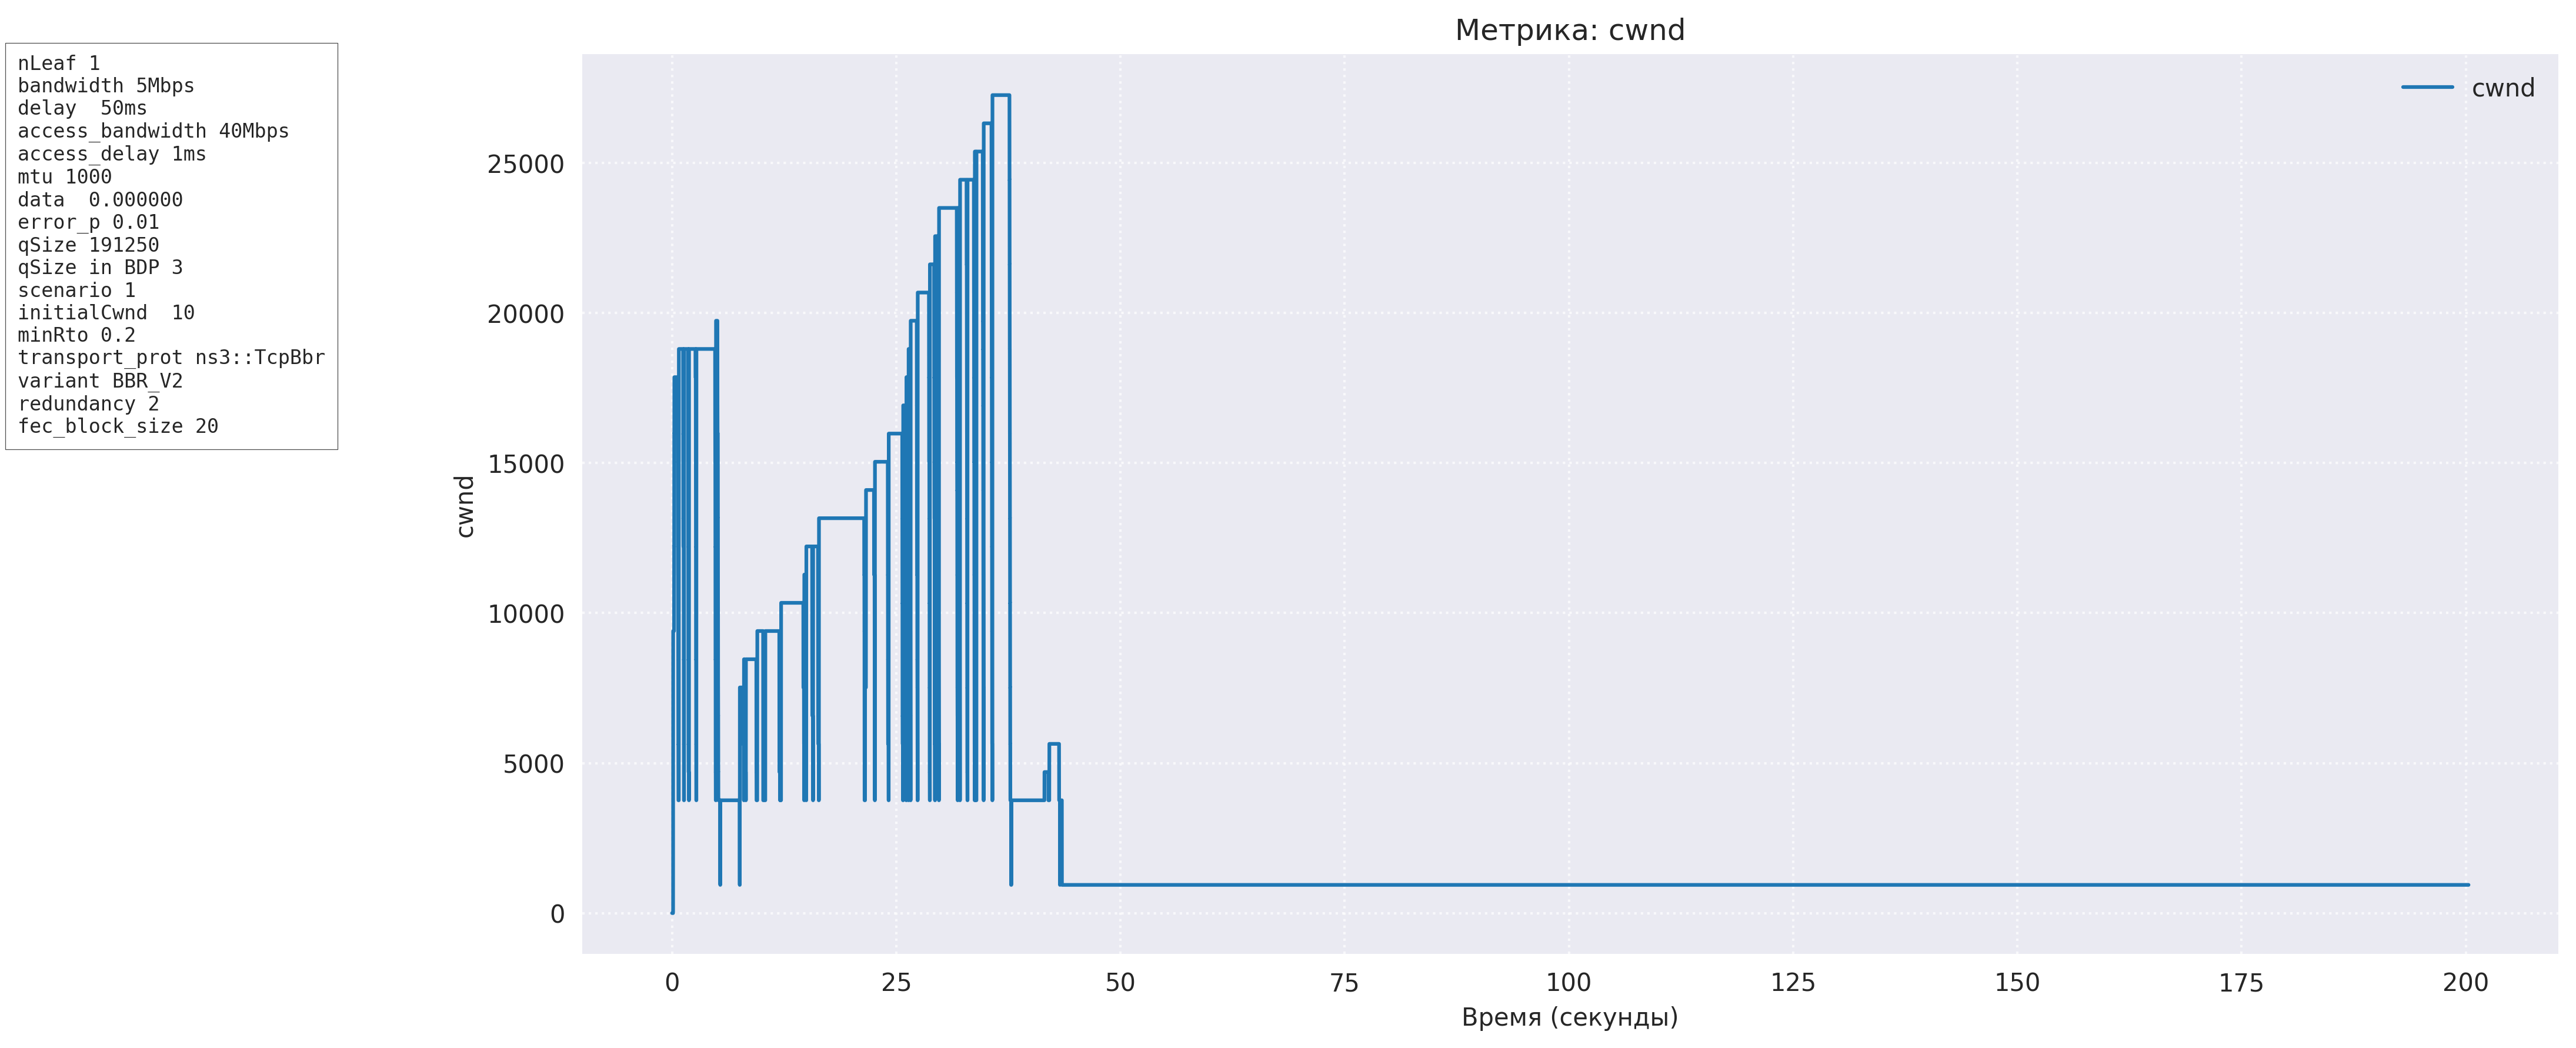 Метрика: cwnd
nLeaf 1
bandwidth 5Mbps
delay  50ms
access_bandwidth 40Mbps
access_delay 1ms
mtu 1000
data  0.000000
error_p 0.01
qSize 191250
qSize in BDP 3
scenario 1
initialCwnd  10
minRto 0.2
transport_prot ns3::TcpBbr
variant BBR_V2
redundancy 2
fec_block_size 20
cwnd
cwnd
25000
20000
15000
10000
5000
0
0 25 50 75 100 125 150 175 200
Время (секунды)